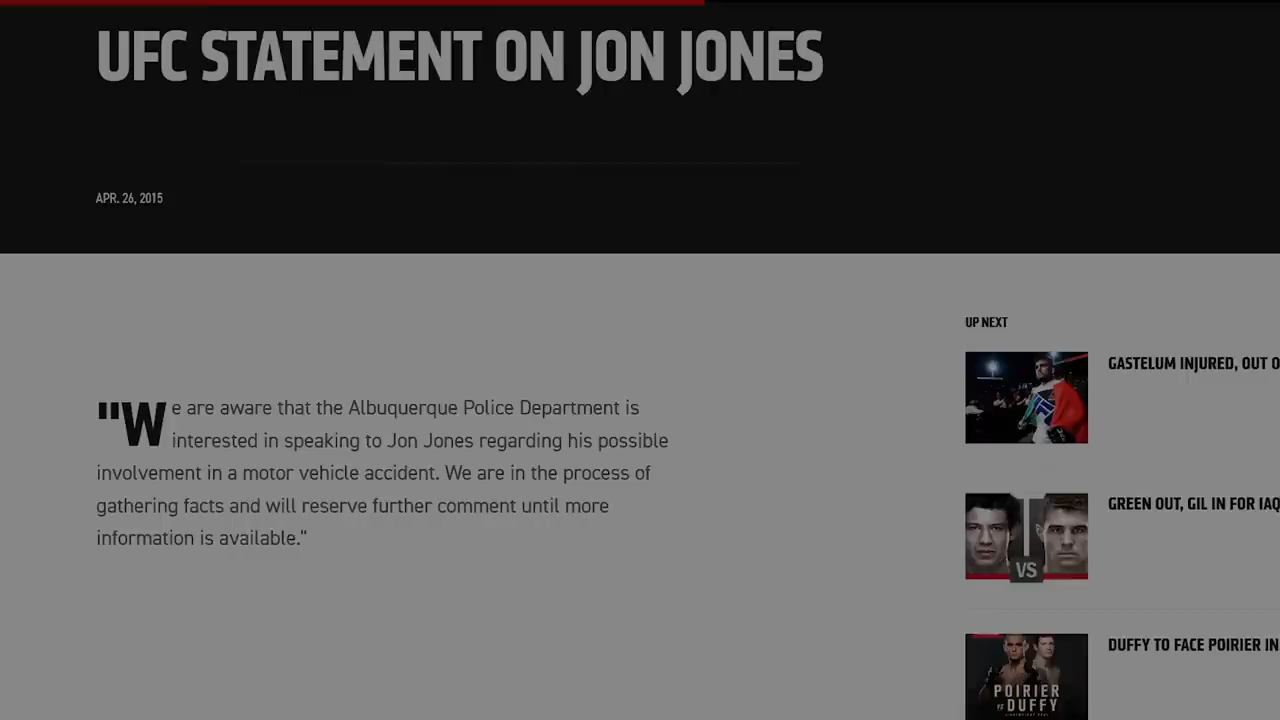 UFC STATEMENT ON JON JONES
APR. 26, 2015
"We are aware that the Albuquerque Police Department is
interested in speaking to Jon Jones regarding his possible
involvement in a motor vehicle accident. We are in the process of
gathering facts and will reserve further comment until more
information is available."
UP NEXT
GASTELUM INJURED, OUT O
GREEN OUT, GIL IN FOR IAQ
VS
DUFFY TO FACE POIRIER IN
POIRIER
VS DUFFY